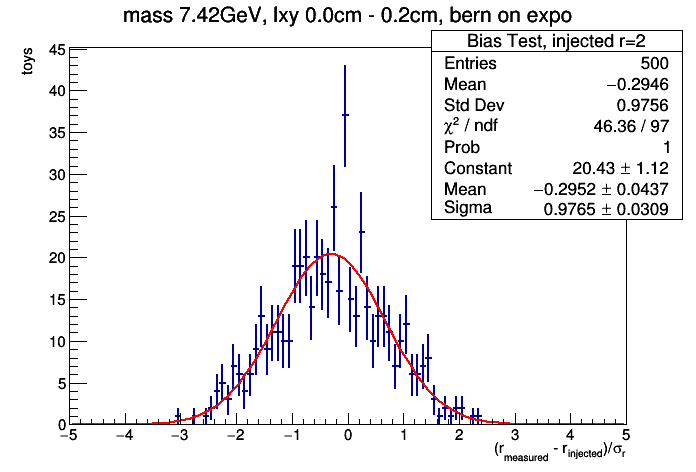 mass 7.42GeV, lxy 0.0cm - 0.2cm, bern on expo
Bias Test, injected r=2
Entries 500
Mean −0.2946
Std Dev 0.9756
χ² / ndf 46.36 / 97
Prob 1
Constant 20.43 ± 1.12
Mean −0.2952 ± 0.0437
Sigma 0.9765 ± 0.0309
toys
45
40
35
30
25
20
15
10
5
0
−5 −4 −3 −2 −1 0 1 2 3 4 5
(r_measured - r_injected)/σ_r